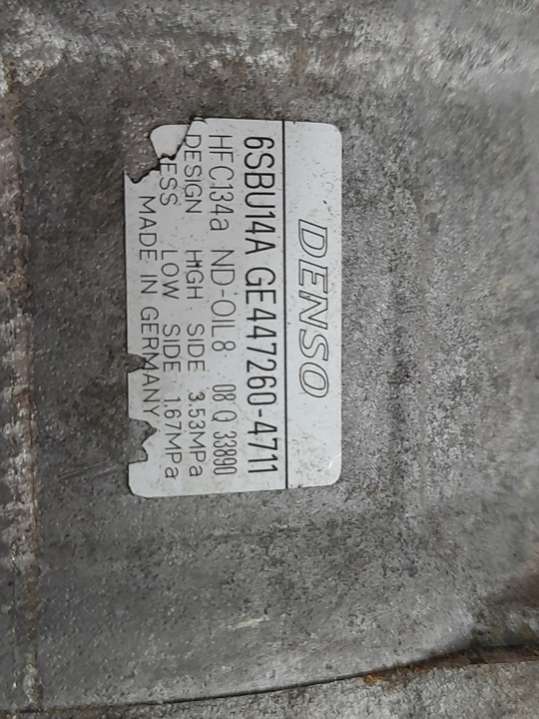 DENSO
6SBU14A GE447260-4711
HFC134a ND-OIL8 08 Q 33890
DESIGN HIGH SIDE 3.53MPa
ESS LOW SIDE 1.67MPa
MADE IN GERMANY